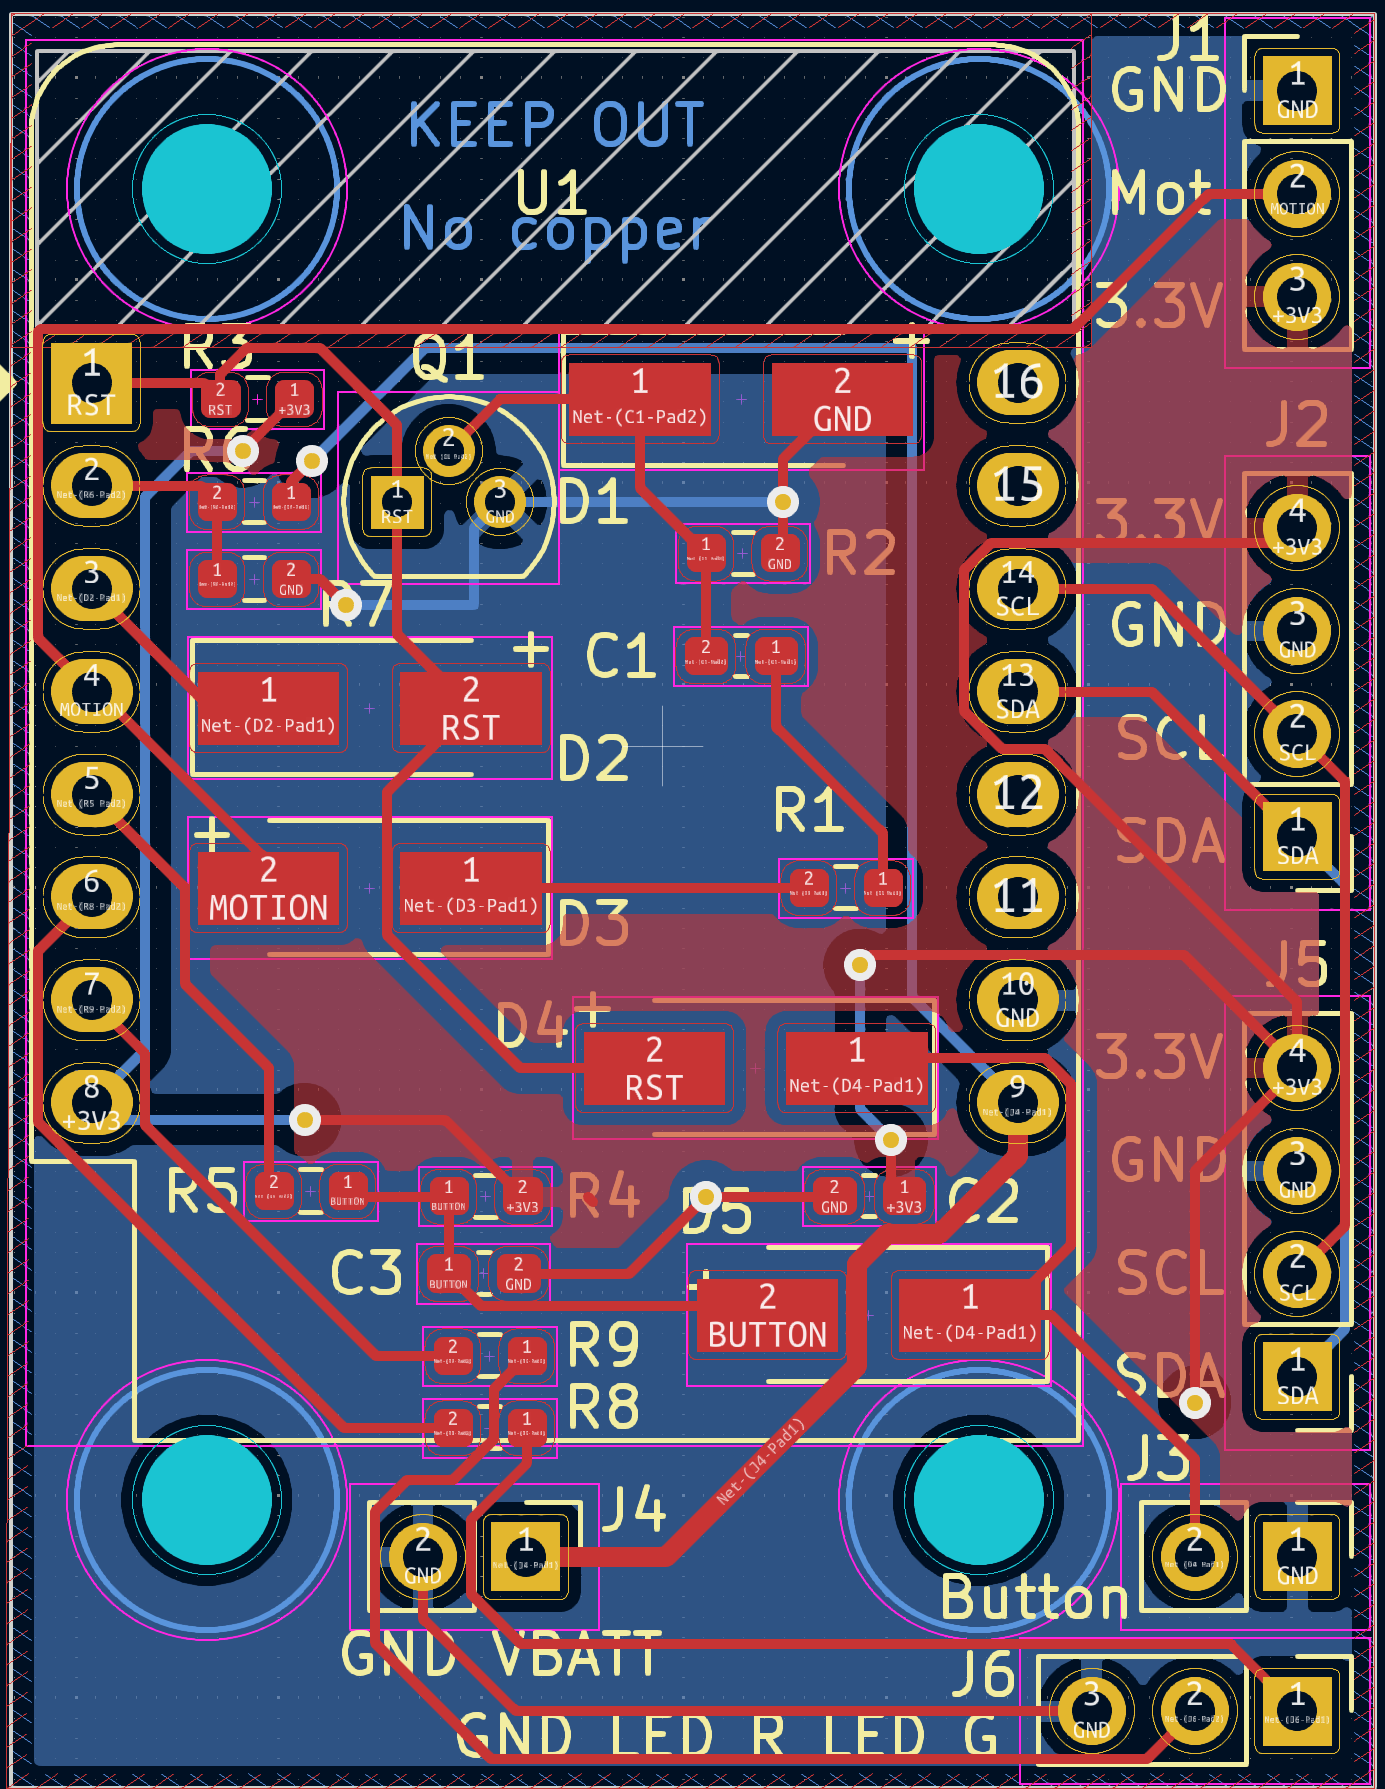 J1
1
GND
GND
KEEP OUT
U1
No copper
Mot
2
MOTION
3.3V
3
+3V3
R3
Q1
+
1
RST
2
RST
1
+3V3
1
Net-(C1-Pad2)
2
GND
16
J2
R6
2
2
Net-(R6-Pad2)
2
1
1
RST
3
GND
D1
15
3.3V
4
+3V3
R2
1
2
GND
3
Net-(D2-Pad1)
1
2
GND
14
SCL
R7
GND
3
GND
C1
2
1
+
4
MOTION
1
Net-(D2-Pad1)
2
RST
13
SDA
SCL
2
SCL
D2
5
Net-(R5-Pad2)
12
R1
+
SDA
1
SDA
6
Net-(R8-Pad2)
2
MOTION
1
Net-(D3-Pad1)
2
1
11
D3
J5
7
Net-(R9-Pad2)
10
GND
D4
+
2
RST
1
Net-(D4-Pad1)
3.3V
4
+3V3
8
+3V3
9
Net-(J4-Pad1)
R5
2
1
BUTTON
1
BUTTON
2
+3V3
R4
D5
2
GND
1
+3V3
C2
GND
3
GND
C3
1
BUTTON
2
GND
+
2
BUTTON
1
Net-(D4-Pad1)
SCL
2
SCL
R9
2
1
SDA
1
SDA
R8
2
1
Net-(J4-Pad1)
J3
J4
2
GND
1
Net-(J4-Pad1)
2
Net-(D4-Pad1)
1
GND
Button
GND VBATT
J6
3
GND
2
Net-(J6-Pad2)
1
Net-(J6-Pad1)
GND LED R LED G